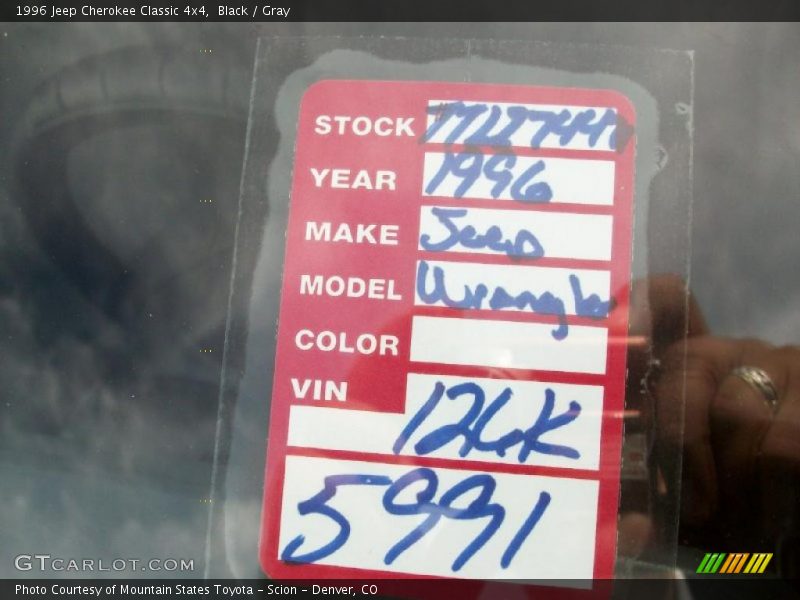 1996 Jeep Cherokee Classic 4x4,  Black / Gray
STOCK
YEAR 1996
MAKE Jeep
MODEL Wrangler
COLOR
VIN
126K
5991
GTCARLOT.COM
Photo Courtesy of Mountain States Toyota - Scion - Denver, CO